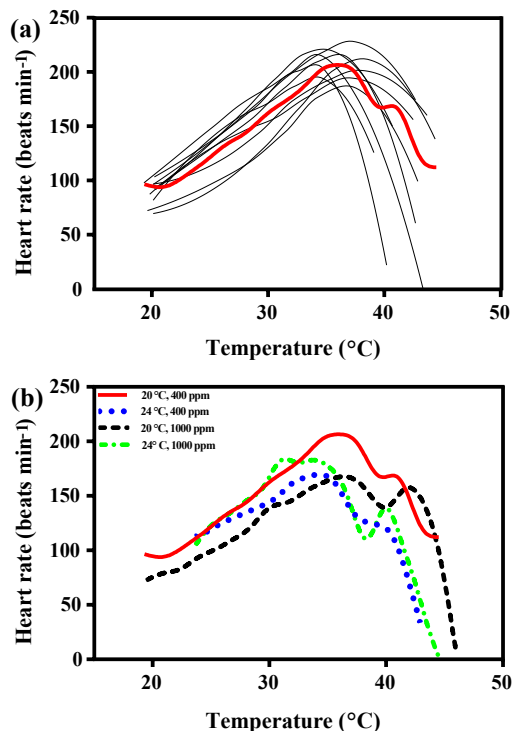 (a)
250
200
150
100
50
0
Heart rate (beats min-1)
20 30 40 50
Temperature (°C)
(b)
250
200
150
100
50
0
20 °C, 400 ppm
24 °C, 400 ppm
20 °C, 1000 ppm
24° C, 1000 ppm
Heart rate (beats min-1)
20 30 40 50
Temperature (°C)